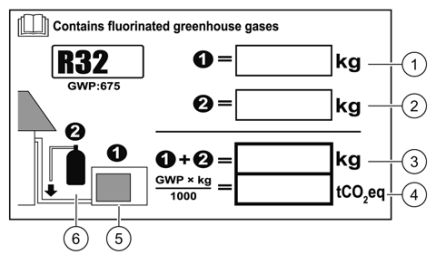 Contains fluorinated greenhouse gases
R32
GWP:675
❶ = kg ①
❷ = kg ②
❶+❷ = kg ③
GWP × kg
1000
= tCO₂eq ④
❷
❶
⑥ ⑤